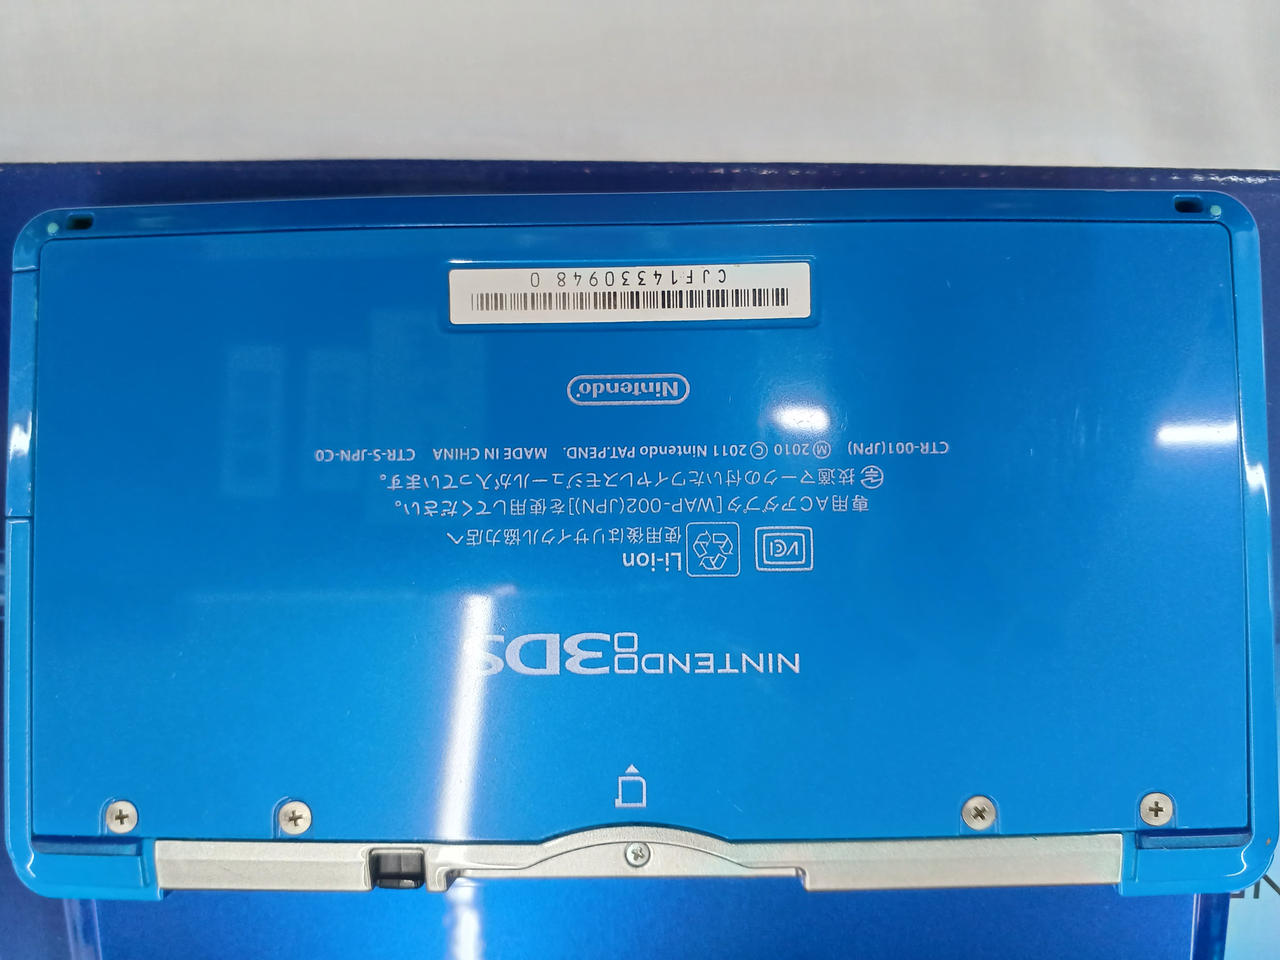 NINTENDO 3DS
VCI Li-ion
使用後はリサイクル協力店へ
専用ACアダプタ[WAP-002(JPN)]を使用してください。
技適マークの付いたワイヤレスモジュールが入っています。
CTR-001(JPN) Ⓜ 2010 Ⓒ 2011 Nintendo PAT.PEND. MADE IN CHINA CTR-S-JPN-C0
Nintendo
CJF14330948 0